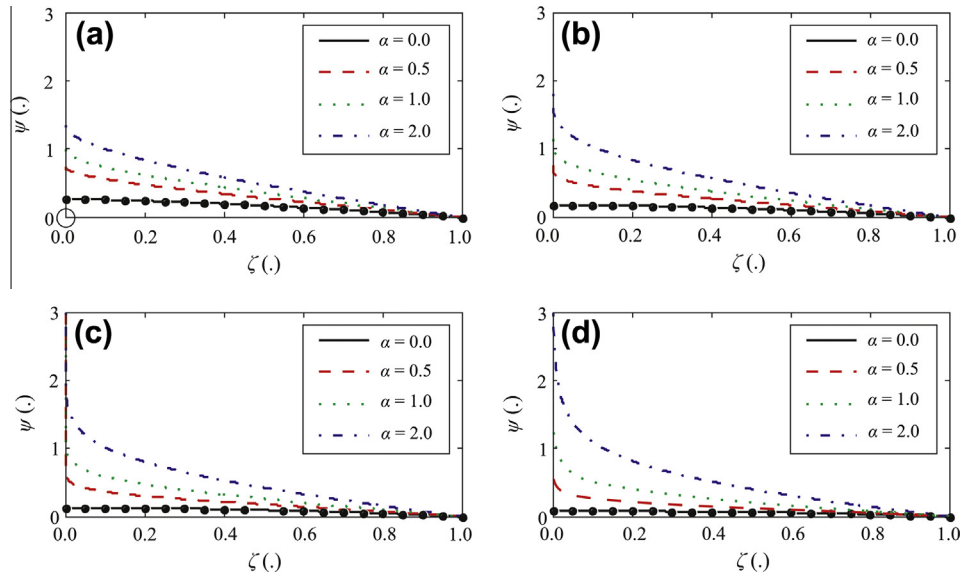 (a)
α = 0.0
α = 0.5
α = 1.0
α = 2.0
3
2
1
0
ψ (.)
0.0 0.2 0.4 0.6 0.8 1.0
ζ (.)
(b)
α = 0.0
α = 0.5
α = 1.0
α = 2.0
3
2
1
0
ψ (.)
0.0 0.2 0.4 0.6 0.8 1.0
ζ (.)
(c)
α = 0.0
α = 0.5
α = 1.0
α = 2.0
3
2
1
0
ψ (.)
0.0 0.2 0.4 0.6 0.8 1.0
ζ (.)
(d)
α = 0.0
α = 0.5
α = 1.0
α = 2.0
3
2
1
0
ψ (.)
0.0 0.2 0.4 0.6 0.8 1.0
ζ (.)